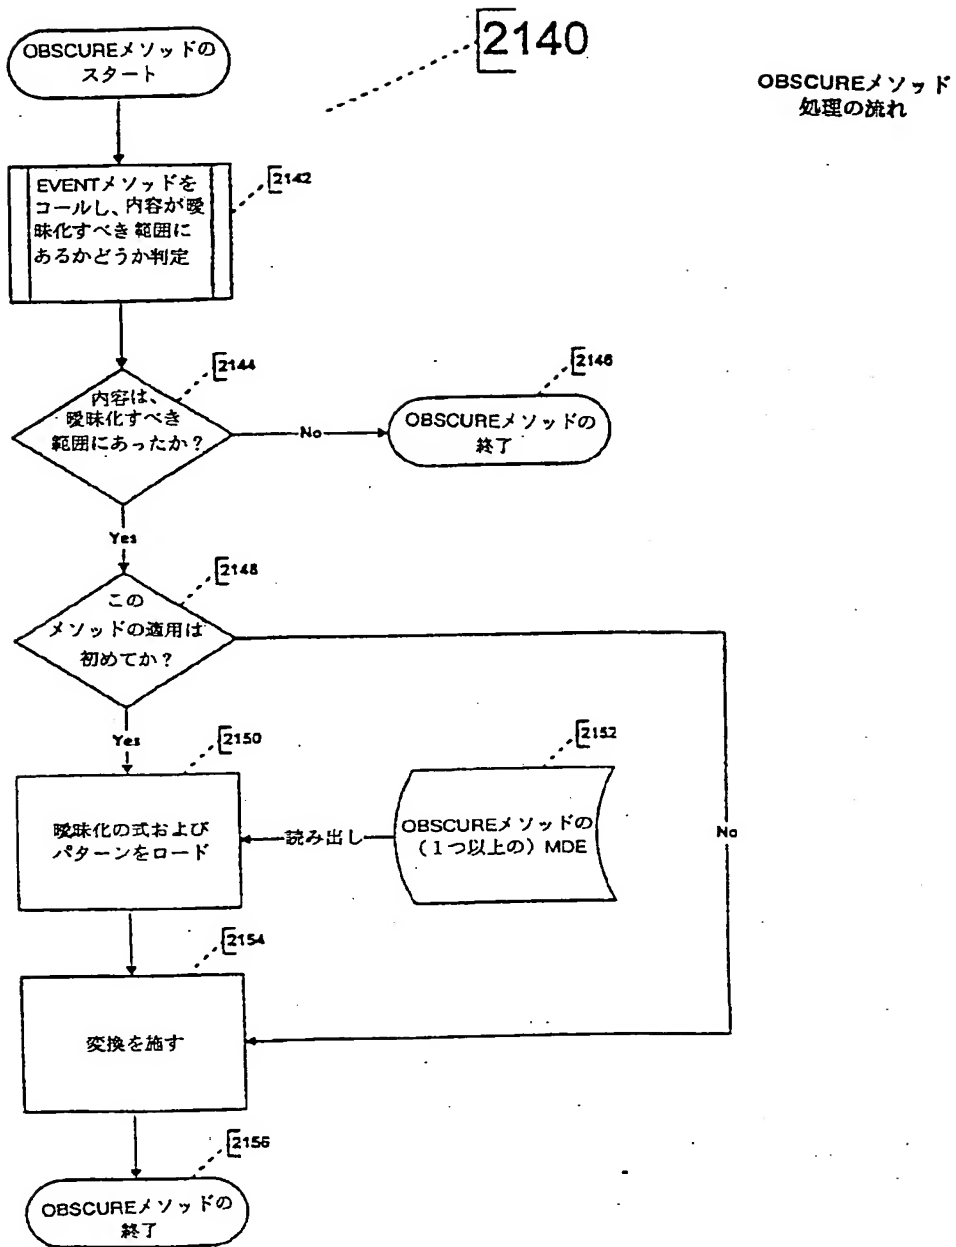 OBSCUREメソッドの
スタート
2140
OBSCUREメソッド
処理の流れ
EVENTメソッドを
コールし、内容が曖
昧化すべき範囲に
あるかどうか判定
2142
内容は、
曖昧化すべき
範囲にあったか？
2144
No
OBSCUREメソッドの
終了
2146
Yes
この
メソッドの適用は
初めてか？
2148
Yes
No
曖昧化の式および
パターンをロード
2150
読み出し
OBSCUREメソッドの
（１つ以上の）MDE
2152
変換を施す
2154
OBSCUREメソッドの
終了
2156